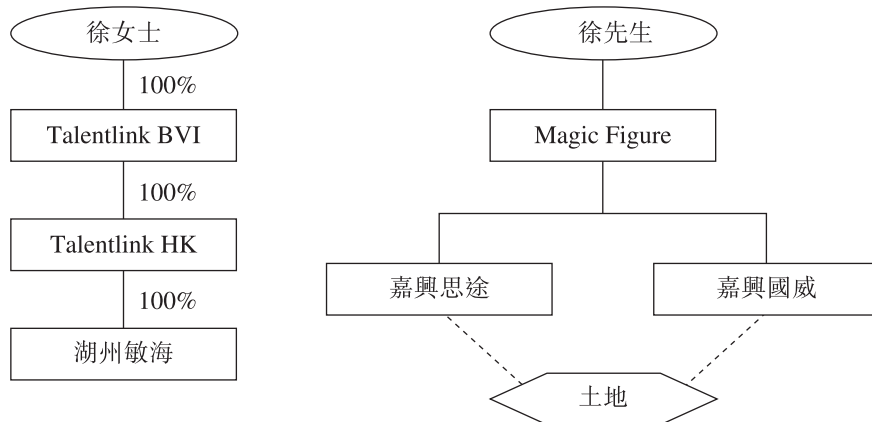 徐女士
100%
Talentlink BVI
100%
Talentlink HK
100%
湖州敏海
徐先生
Magic Figure
嘉興思途
嘉興國威
土地